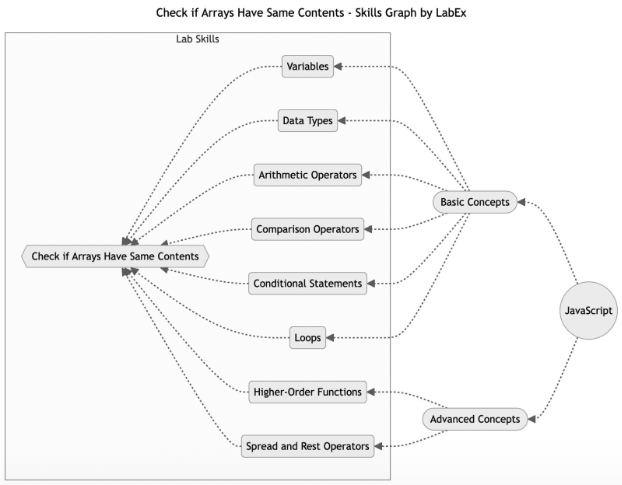 Check if Arrays Have Same Contents - Skills Graph by LabEx
Lab Skills
Variables
Data Types
Arithmetic Operators
Basic Concepts
Comparison Operators
Check if Arrays Have Same Contents
Conditional Statements
JavaScript
Loops
Higher-Order Functions
Advanced Concepts
Spread and Rest Operators